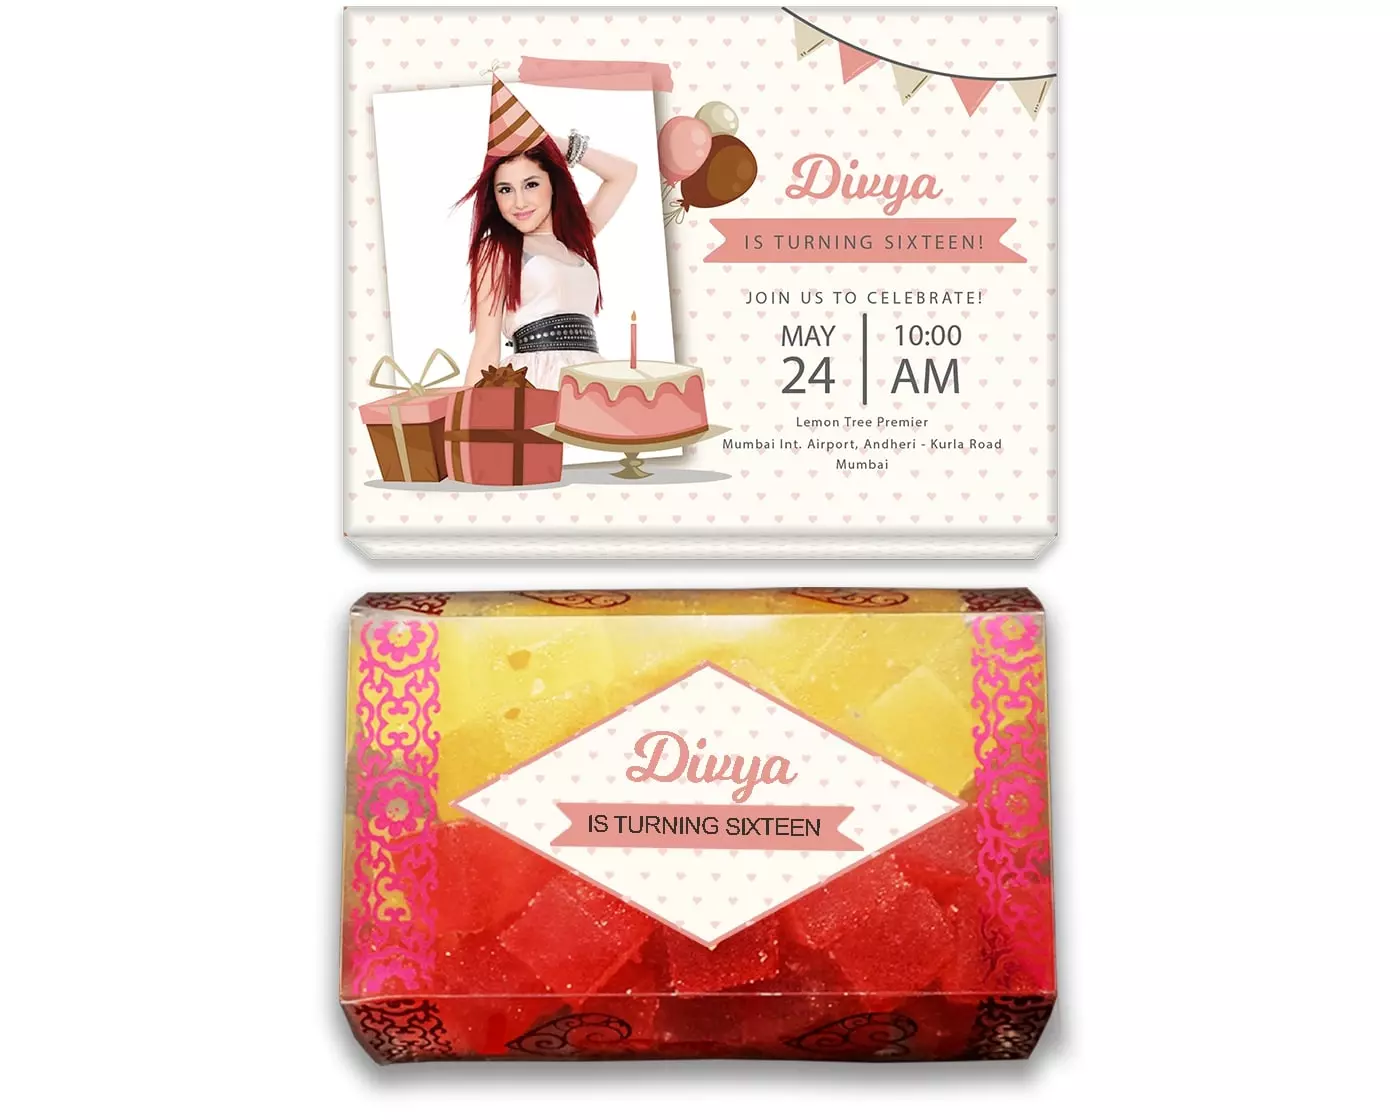 Divya
IS TURNING SIXTEEN!
JOIN US TO CELEBRATE!
MAY 24 | 10:00 AM
Lemon Tree Premier
Mumbai Int. Airport, Andheri - Kurla Road
Mumbai
Divya
IS TURNING SIXTEEN